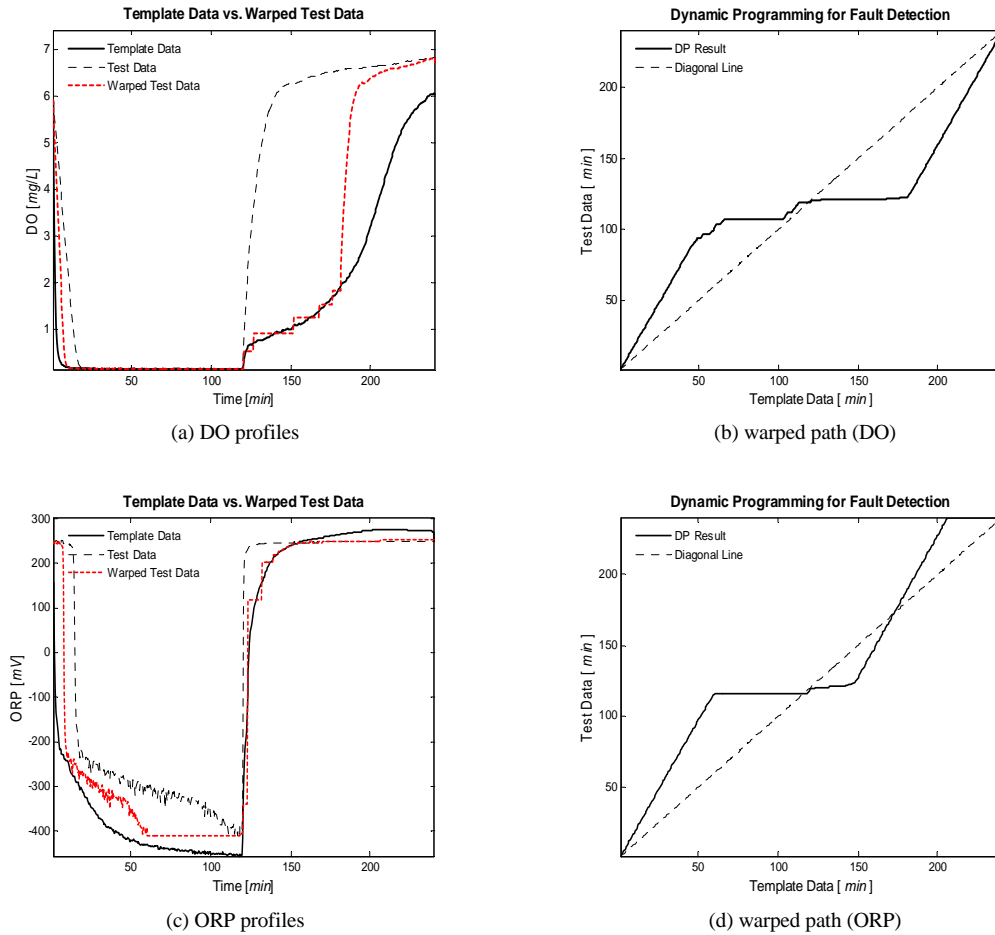 Template Data vs. Warped Test Data
Template Data
Test Data
Warped Test Data
7
6
5
4
3
2
1
DO [mg/L]
50 100 150 200
Time [min]
(a) DO profiles
Dynamic Programming for Fault Detection
DP Result
Diagonal Line
200
150
100
50
Test Data [ min ]
50 100 150 200
Template Data [ min ]
(b) warped path (DO)
Template Data vs. Warped Test Data
Template Data
Test Data
Warped Test Data
300
200
100
0
-100
-200
-300
-400
ORP [mV]
50 100 150 200
Time [min]
(c) ORP profiles
Dynamic Programming for Fault Detection
DP Result
Diagonal Line
200
150
100
50
Test Data [ min ]
50 100 150 200
Template Data [ min ]
(d) warped path (ORP)